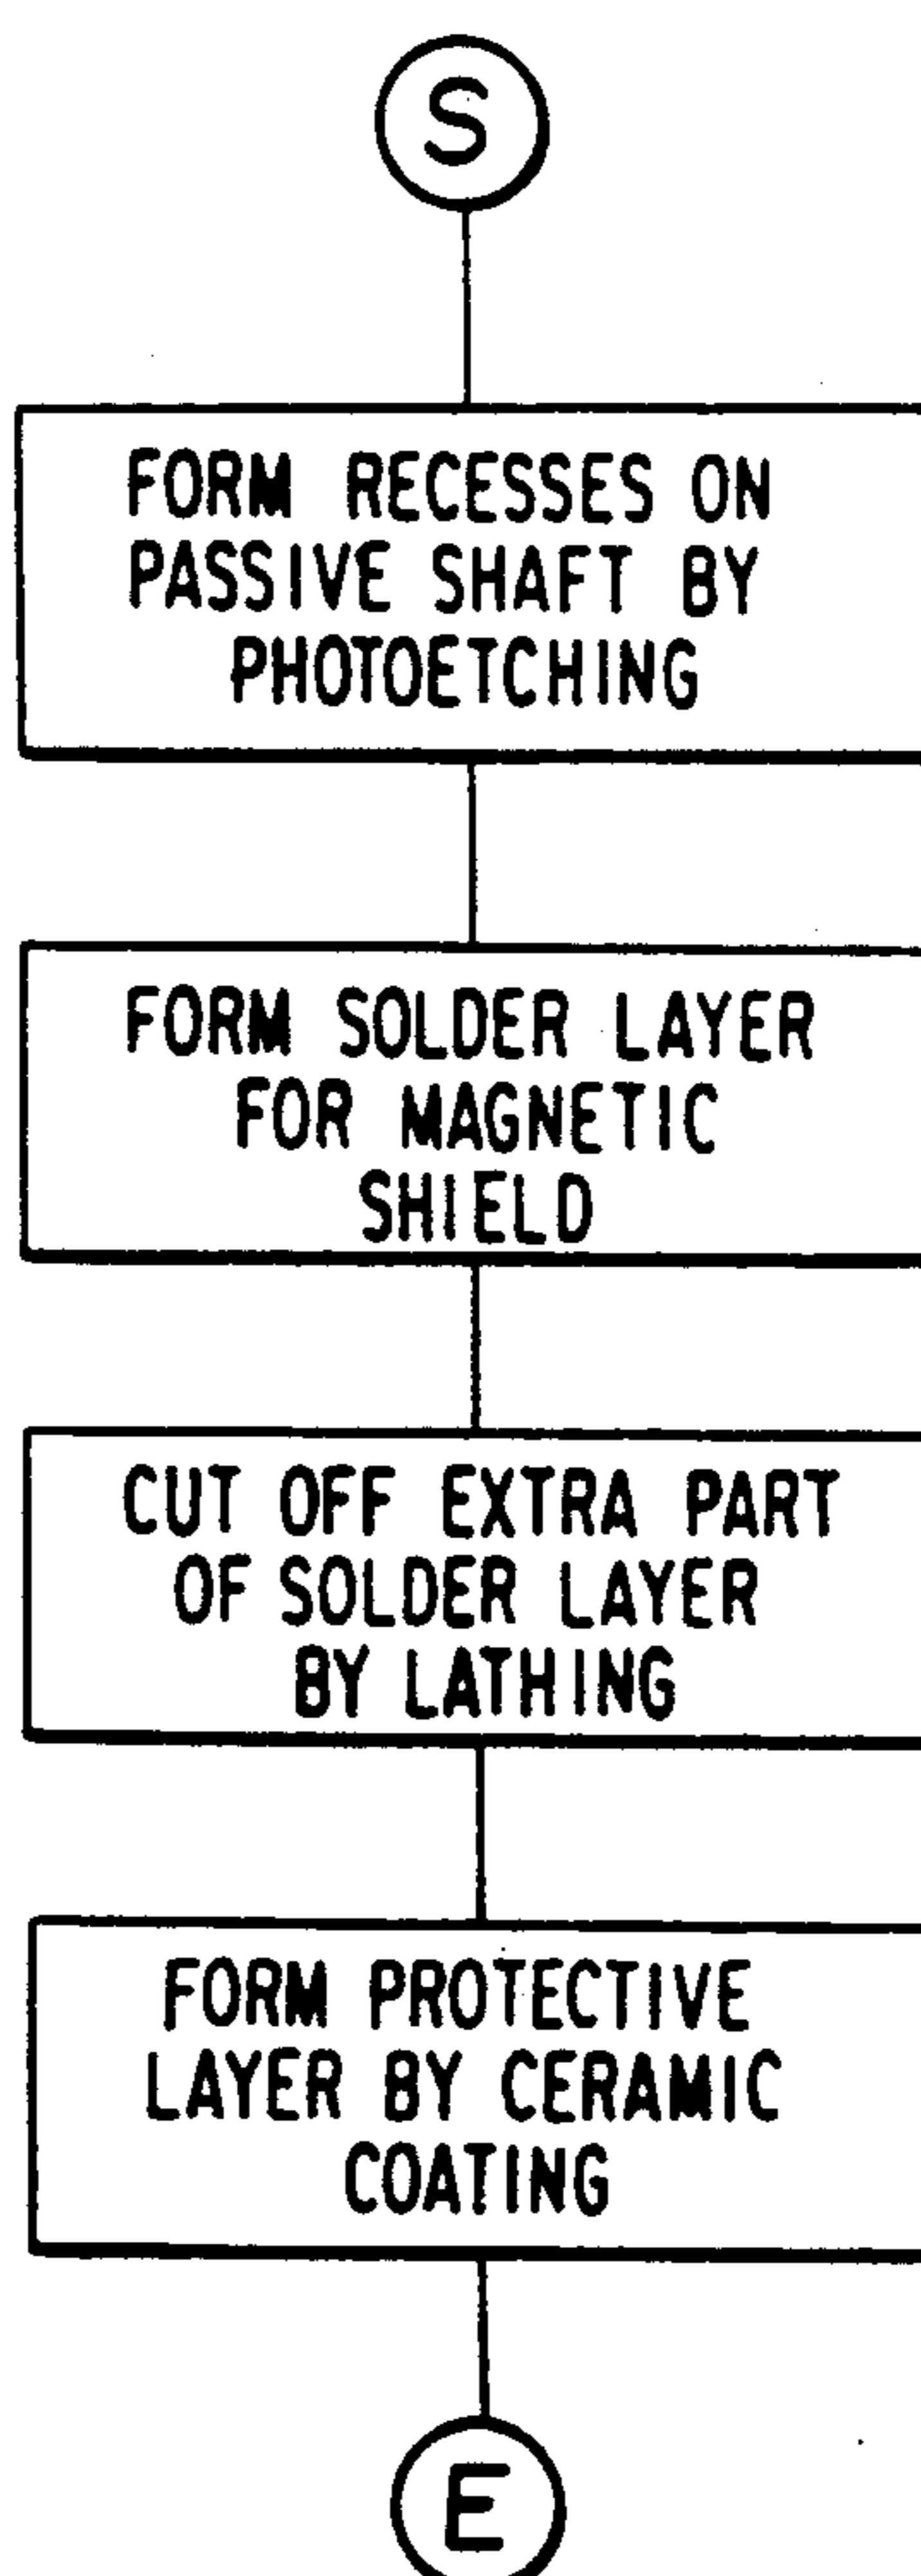 S
FORM RECESSES ON
PASSIVE SHAFT BY
PHOTOETCHING
FORM SOLDER LAYER
FOR MAGNETIC
SHIELD
CUT OFF EXTRA PART
OF SOLDER LAYER
BY LATHING
FORM PROTECTIVE
LAYER BY CERAMIC
COATING
E